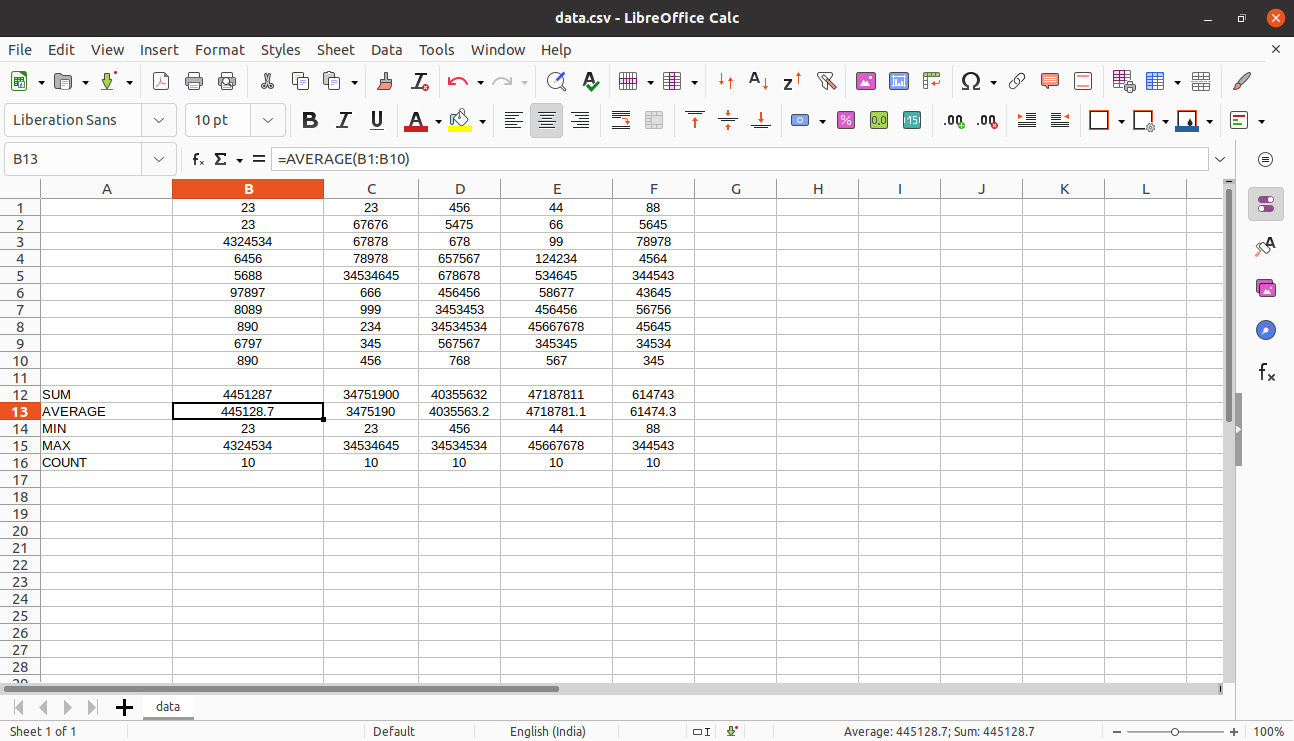 data.csv - LibreOffice Calc
File Edit View Insert Format Styles Sheet Data Tools Window Help
Liberation Sans 10 pt
B13 =AVERAGE(B1:B10)
A B C D E F G H I J K L
1 23 23 456 44 88
2 23 67676 5475 66 5645
3 4324534 67878 678 99 78978
4 6456 78978 657567 124234 4564
5 5688 34534645 678678 534645 344543
6 97897 666 456456 58677 43645
7 8089 999 3453453 456456 56756
8 890 234 34534534 45667678 45645
9 6797 345 567567 345345 34534
10 890 456 768 567 345
11
12 SUM 4451287 34751900 40355632 47187811 614743
13 AVERAGE 445128.7 3475190 4035563.2 4718781.1 61474.3
14 MIN 23 23 456 44 88
15 MAX 4324534 34534645 34534534 45667678 344543
16 COUNT 10 10 10 10 10
17
18
19
20
21
22
23
24
25
26
27
28
29
data
Sheet 1 of 1 Default English (India) Average: 445128.7; Sum: 445128.7 100%